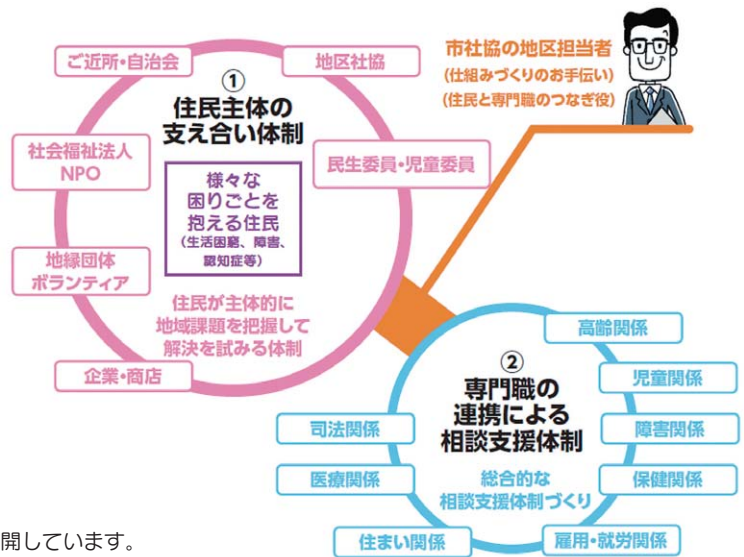 ご近所・自治会
地区社協
①
住民主体の
支え合い体制
社会福祉法人
NPO
民生委員・児童委員
様々な
困りごとを
抱える住民
(生活困窮、障害、
認知症等)
地縁団体
ボランティア
住民が主体的に
地域課題を把握して
解決を試みる体制
企業・商店
市社協の地区担当者
(仕組みづくりのお手伝い)
(住民と専門職のつなぎ役)
高齢関係
②
専門職の
連携による
相談支援体制
児童関係
司法関係
障害関係
医療関係
総合的な
相談支援体制づくり
保健関係
住まい関係
雇用・就労関係
開しています。